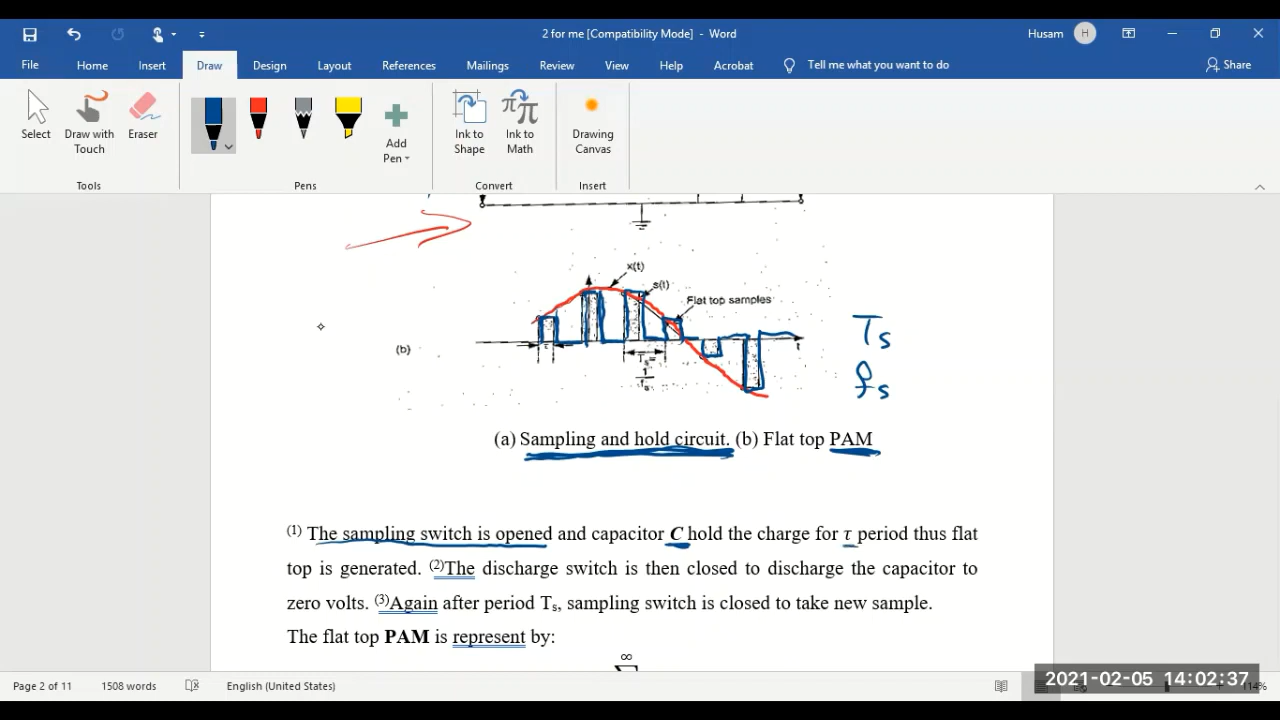 2 for me [Compatibility Mode] - Word
Husam H
File Home Insert Draw Design Layout References Mailings Review View Help Acrobat Tell me what you want to do Share
Select
Draw with Touch
Eraser
Add Pen
Ink to Shape
Ink to Math
Drawing Canvas
Tools Pens Convert Insert
x(t)
s(t)
Flat top samples
(b)
τ
t
Ts=
1
fs
Ts
fs
(a) Sampling and hold circuit. (b) Flat top PAM
(1) The sampling switch is opened and capacitor C hold the charge for τ period thus flat
top is generated. (2)The discharge switch is then closed to discharge the capacitor to
zero volts. (3)Again after period Ts, sampling switch is closed to take new sample.
The flat top PAM is represent by:
∞
Page 2 of 11 1508 words English (United States) 114%
2021-02-05 14:02:37